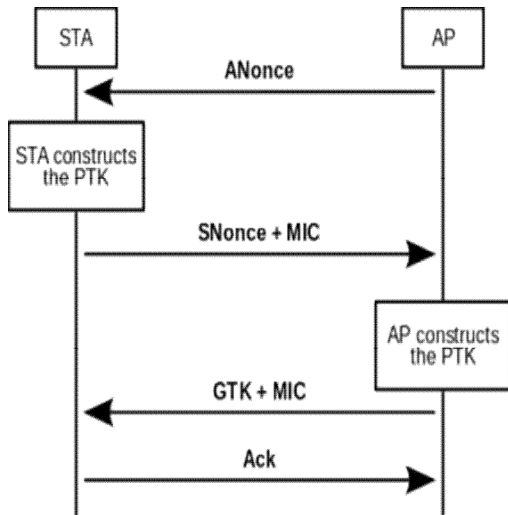 STA
AP
ANonce
STA constructs
the PTK
SNonce + MIC
AP constructs
the PTK
GTK + MIC
Ack